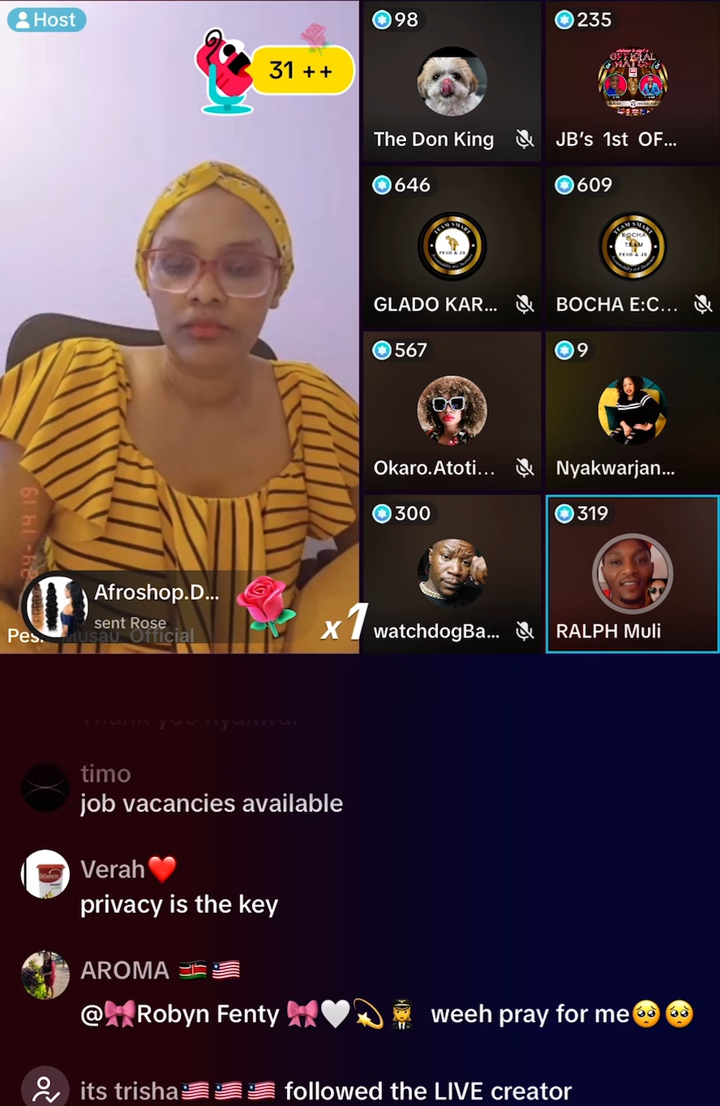 Host
31 ++
98
The Don King
235
JB's 1st OF...
646
GLADO KAR...
609
BOCHA E:C...
567
Okaro.Atoti...
9
Nyakwarjan...
300
watchdogBa...
319
RALPH Muli
Afroshop.D...
sent Rose
x1
Official
timo
job vacancies available
Verah❤️
privacy is the key
AROMA 🇰🇪🇱🇷
@🎀Robyn Fenty 🎀🤍💫👩‍✈️ weeh pray for me🥺🥺
its trisha🇱🇷🇱🇷🇱🇷 followed the LIVE creator